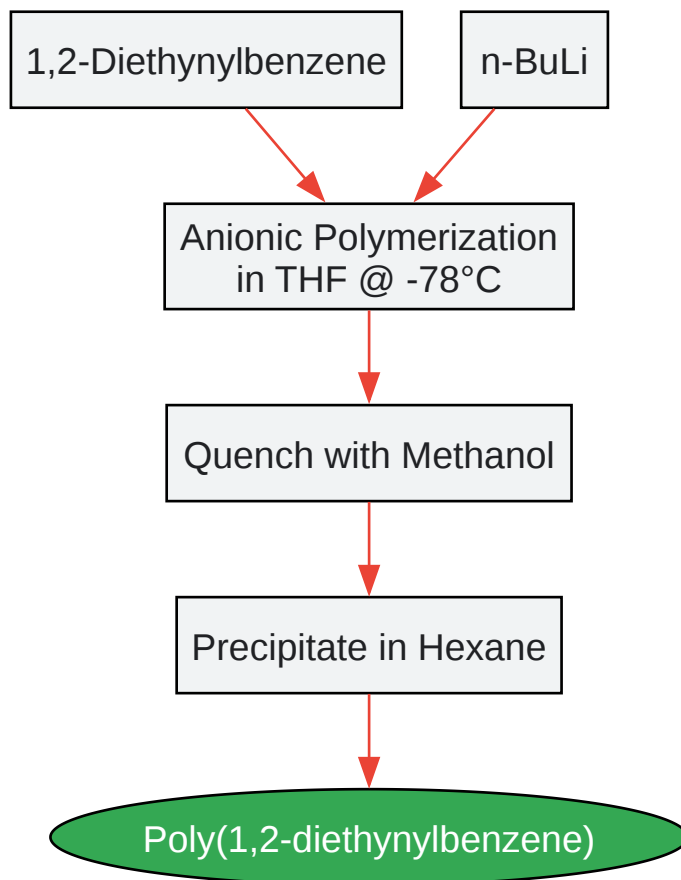 1,2-Diethynylbenzene
n-BuLi
Anionic Polymerization
in THF @ -78°C
Quench with Methanol
Precipitate in Hexane
Poly(1,2-diethynylbenzene)